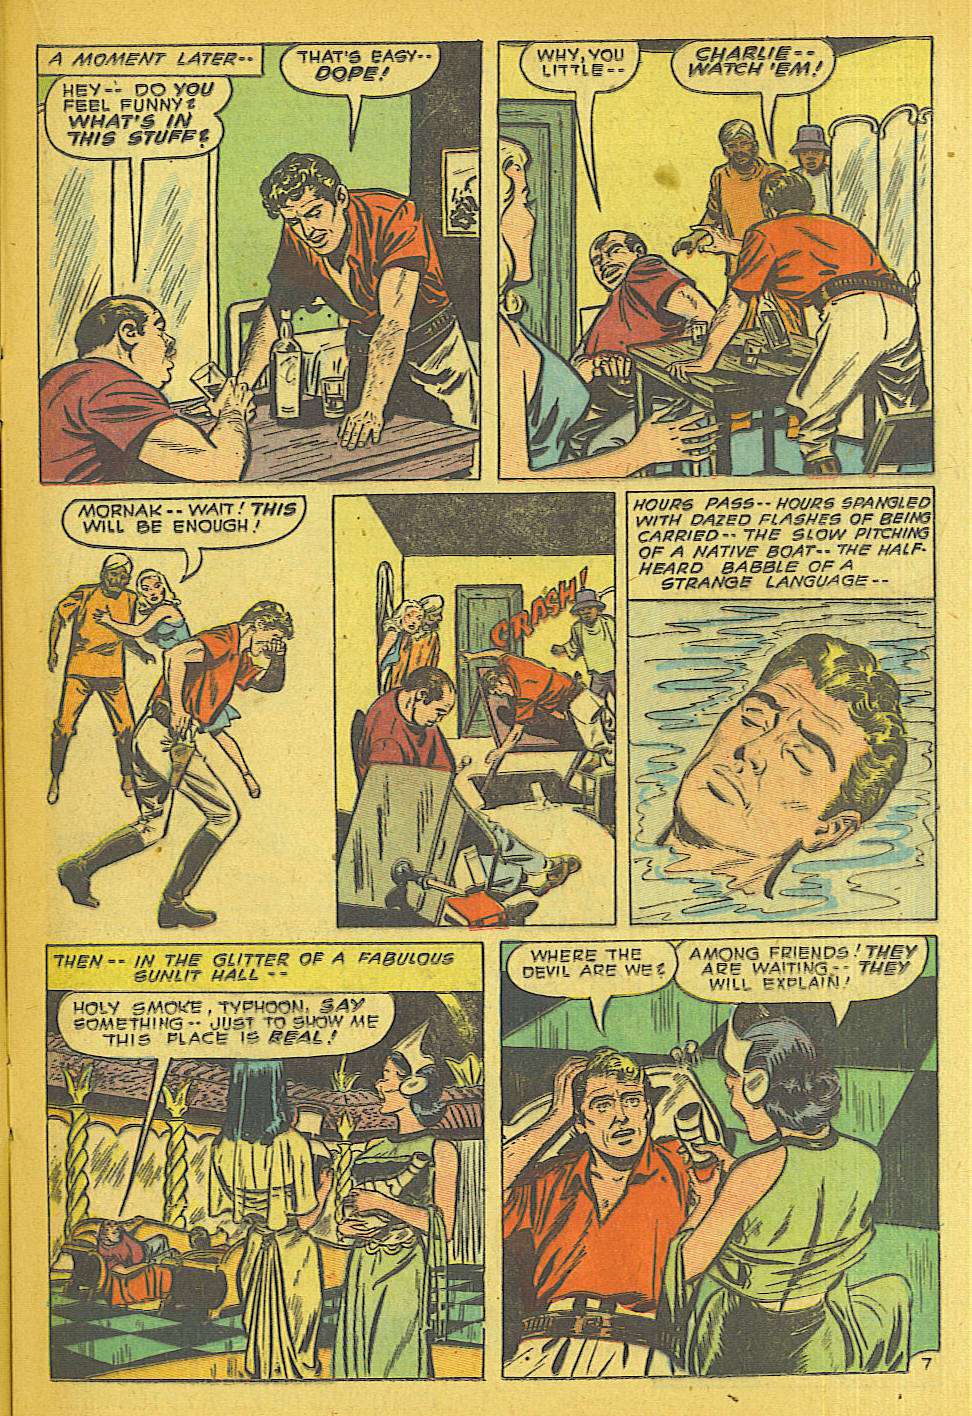 A MOMENT LATER--
HEY-- DO YOU
FEEL FUNNY?
WHAT'S IN
THIS STUFF?
THAT'S EASY--
DOPE!
WHY, YOU
LITTLE--
CHARLIE--
WATCH 'EM!
MORNAK-- WAIT! THIS
WILL BE ENOUGH!
CRASH!
HOURS PASS-- HOURS SPANGLED
WITH DAZED FLASHES OF BEING
CARRIED-- THE SLOW PITCHING
OF A NATIVE BOAT-- THE HALF-
HEARD BABBLE OF A
STRANGE LANGUAGE--
THEN-- IN THE GLITTER OF A FABULOUS
SUNLIT HALL--
HOLY SMOKE, TYPHOON, SAY
SOMETHING-- JUST TO SHOW ME
THIS PLACE IS REAL!
WHERE THE
DEVIL ARE WE?
AMONG FRIENDS! THEY
ARE WAITING-- THEY
WILL EXPLAIN!
7